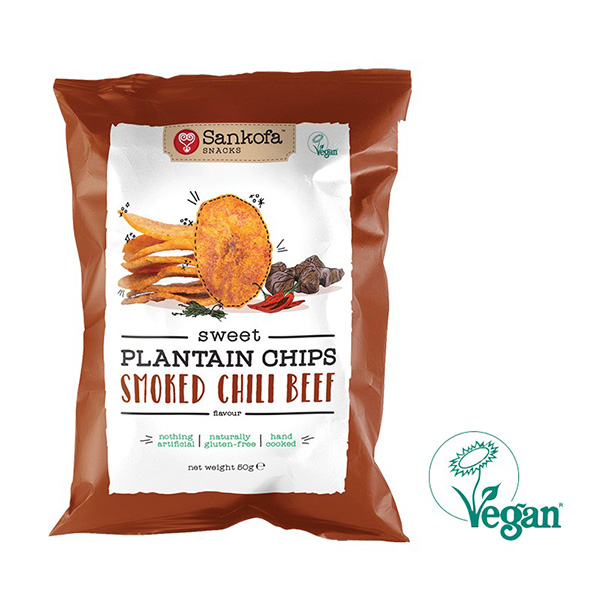 Sankofa™
SNACKS
Vegan
sweet
PLANTAIN CHIPS
SMOKED CHILI BEEF
flavour
nothing artificial | naturally gluten-free | hand cooked
net weight 50g e
Vegan®